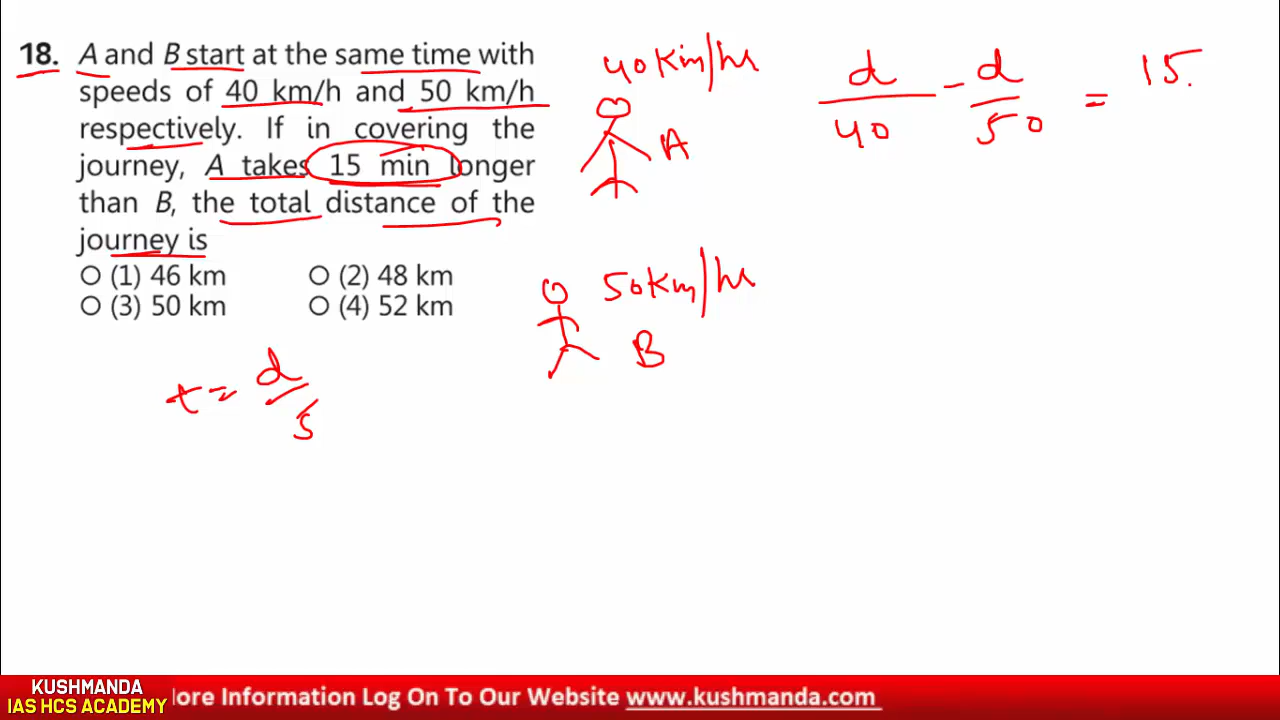 18. A and B start at the same time with
speeds of 40 km/h and 50 km/h
respectively. If in covering the
journey, A takes 15 min longer
than B, the total distance of the
journey is
O (1) 46 km O (2) 48 km
O (3) 50 km O (4) 52 km
t = d/s
40 Km/hr
A
50 Km/hr
B
d/40 - d/50 = 15.
KUSHMANDA
IAS HCS ACADEMY
ore Information Log On To Our Website www.kushmanda.com